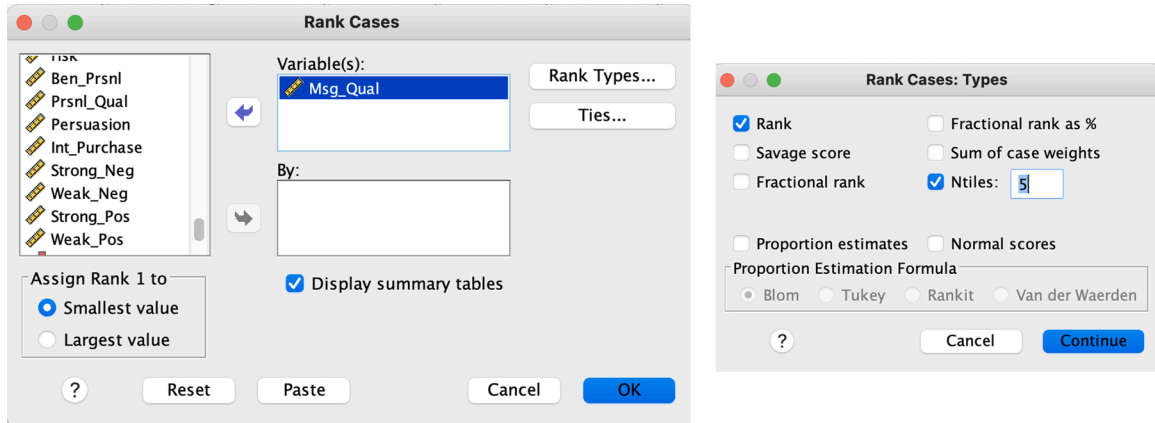 Rank Cases
risk
Ben_Prsnl
Prsnl_Qual
Persuasion
Int_Purchase
Strong_Neg
Weak_Neg
Strong_Pos
Weak_Pos
Variable(s):
Msg_Qual
By:
Rank Types...
Ties...
Assign Rank 1 to
Smallest value
Largest value
Display summary tables
?
Reset
Paste
Cancel
OK
Rank Cases: Types
Rank
Fractional rank as %
Savage score
Sum of case weights
Fractional rank
Ntiles: 5
Proportion estimates
Normal scores
Proportion Estimation Formula
Blom
Tukey
Rankit
Van der Waerden
?
Cancel
Continue